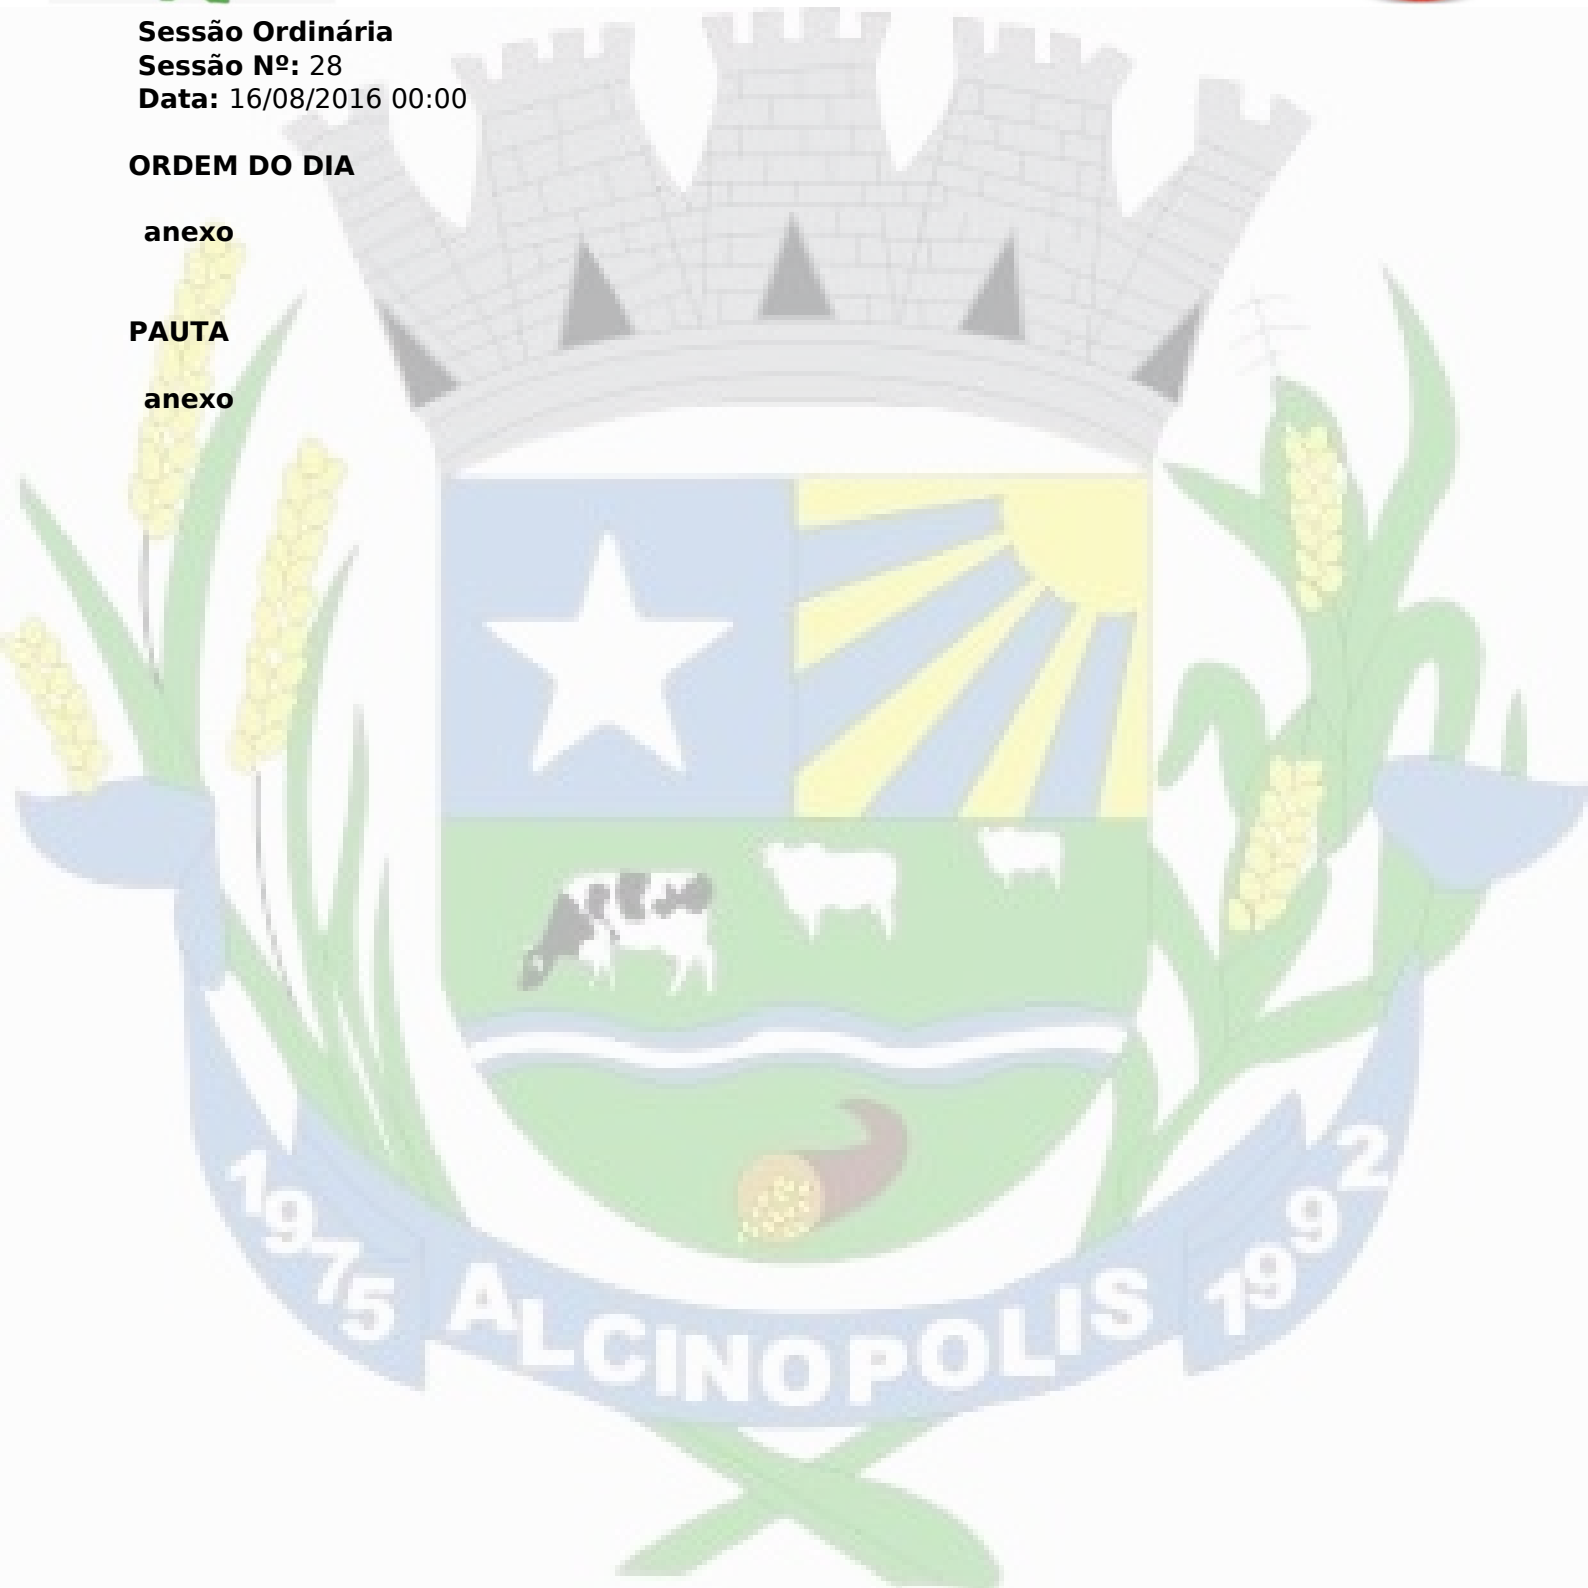 Sessão Ordinária
Sessão Nº: 28
Data: 16/08/2016 00:00
ORDEM DO DIA
anexo
PAUTA
anexo
1975 ALCINOPOLIS 1992